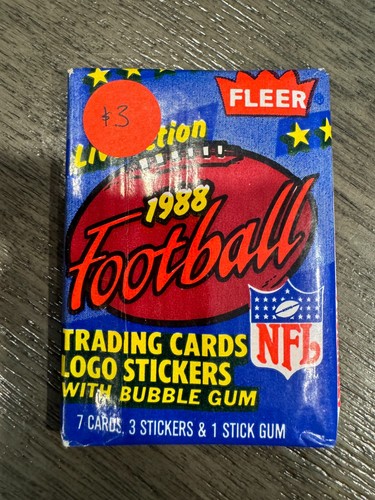 $3
FLEER
Live Action
1988
Football
TRADING CARDS
LOGO STICKERS
WITH BUBBLE GUM
NFL
7 CARDS, 3 STICKERS & 1 STICK GUM